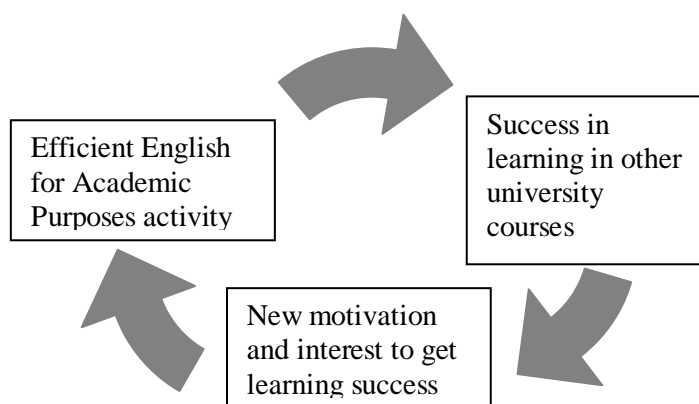 Efficient English
for Academic
Purposes activity
Success in
learning in other
university
courses
New motivation
and interest to get
learning success